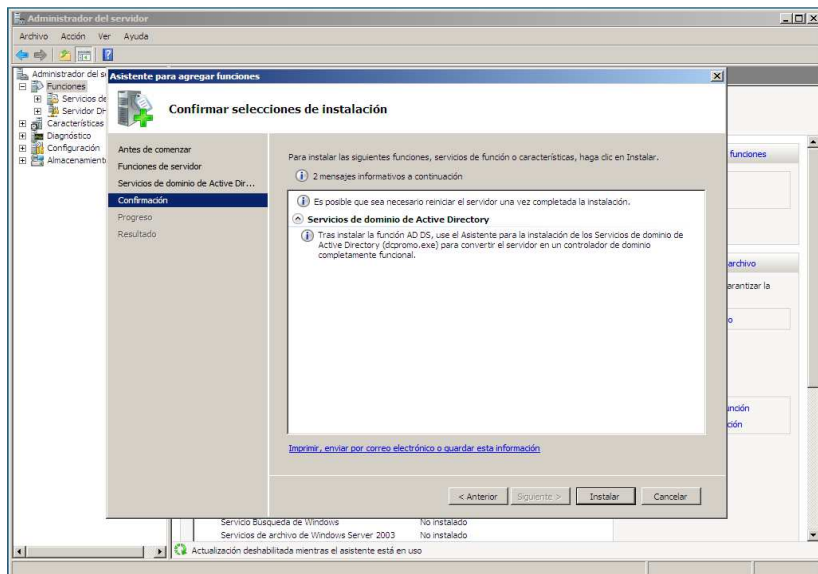 Administrador del servidor
Archivo Acción Ver Ayuda
Administrador del
Funciones
Servicios de
Servidor
Características
Diagnóstico
Configuración
Asistente para agregar funciones
Confirmar selecciones de instalación
Antes de comenzar
Funciones de servidor
Servicios de dominio de Active Dir...
Confirmación
Progreso
Resultado
Para instalar las siguientes funciones, servicios de función o características, haga clic en Instalar.
2 mensajes informativos a continuación
Es posible que sea necesario reiniciar el servidor una vez completada la instalación.
Servicios de dominio de Active Directory
Tras instalar la función AD DS, use el Asistente para la instalación de los Servicios de dominio de
Active Directory (dcpromo.exe) para convertir el servidor en un controlador de dominio
completamente funcional.
Imprimir, enviar por correo electrónico o guardar esta información
< Anterior Siguiente > Instalar Cancelar
funciones
archivo
la
Servicio Búsqueda de Windows No instalado
Servicios de archivo de Windows Server 2003 No instalado
Actualización deshabilitada mientras el asistente está en uso